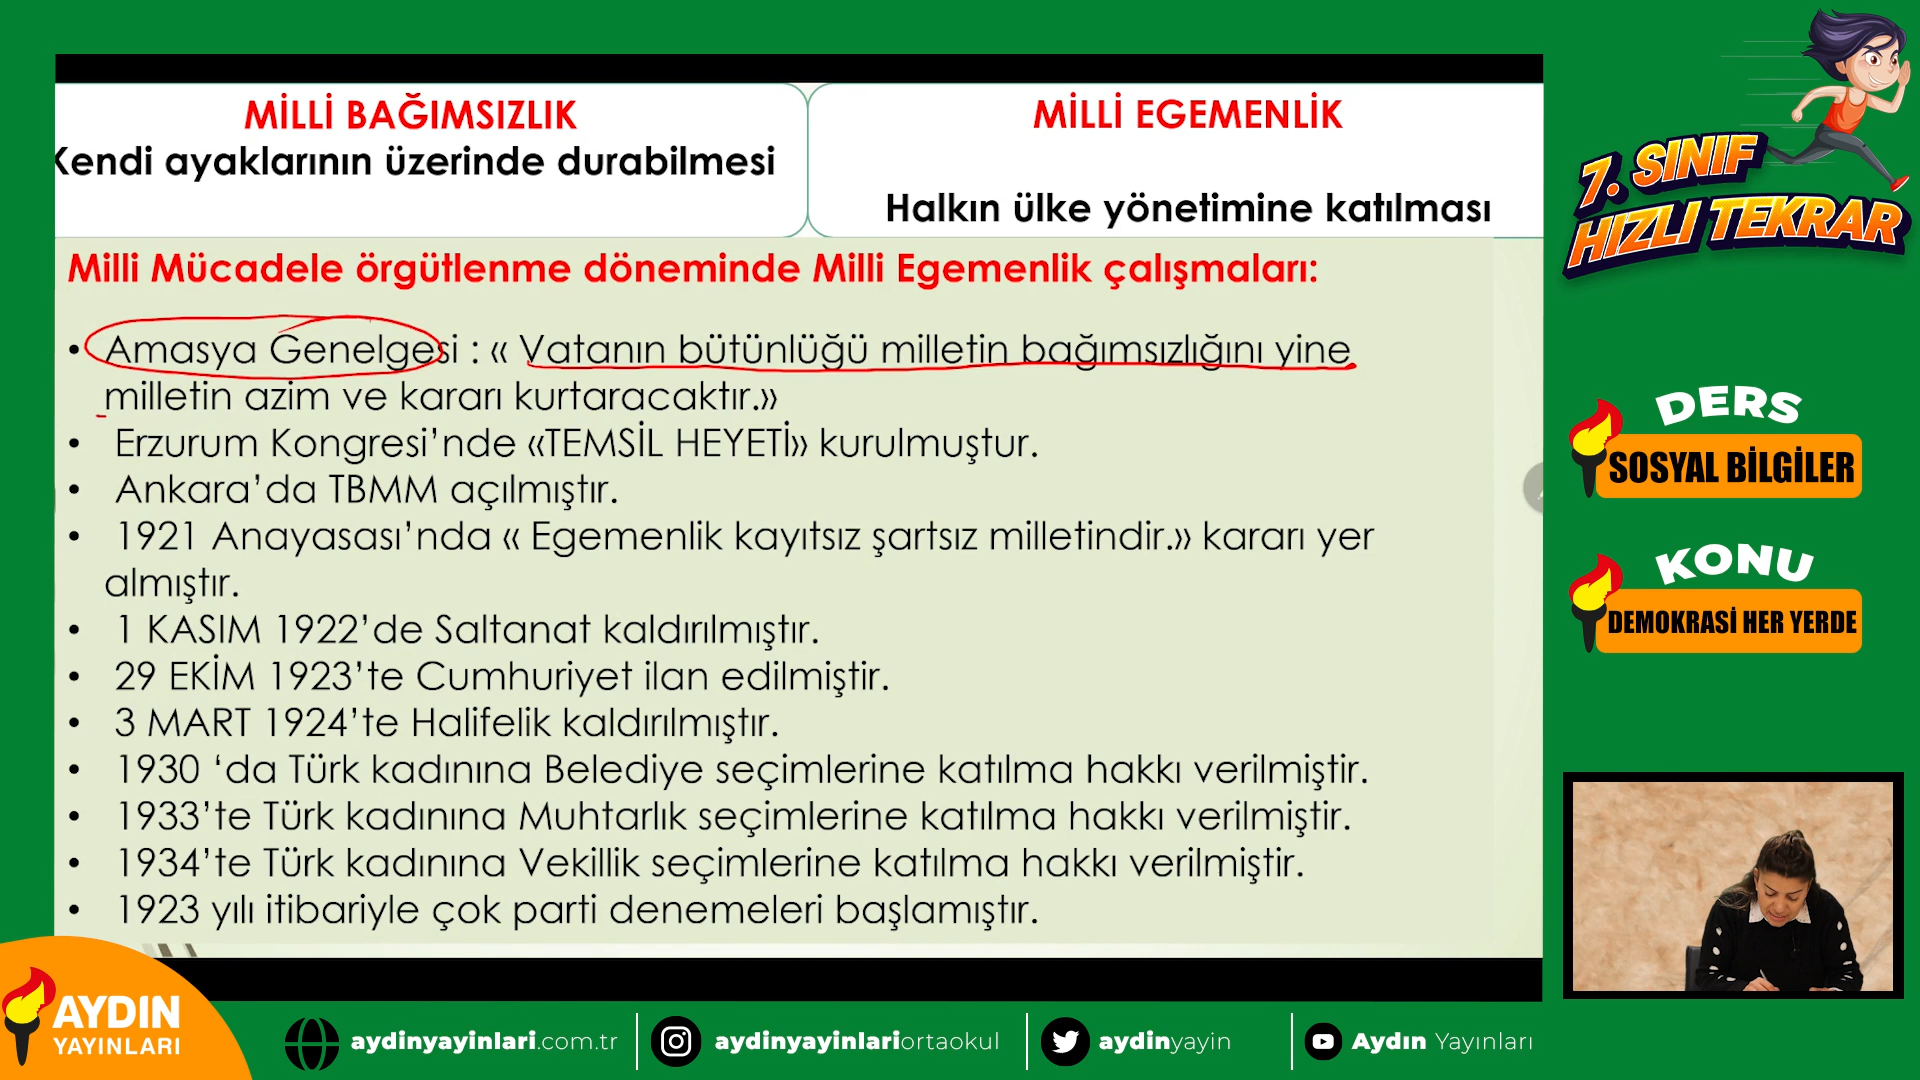 MİLLİ BAĞIMSIZLIK
Kendi ayaklarının üzerinde durabilmesi
MİLLİ EGEMENLİK
Halkın ülke yönetimine katılması
Milli Mücadele örgütlenme döneminde Milli Egemenlik çalışmaları:
• Amasya Genelgesi : « Vatanın bütünlüğü milletin bağımsızlığını yine
milletin azim ve kararı kurtaracaktır.»
• Erzurum Kongresi’nde «TEMSİL HEYETİ» kurulmuştur.
• Ankara’da TBMM açılmıştır.
• 1921 Anayasası’nda « Egemenlik kayıtsız şartsız milletindir.» kararı yer
almıştır.
• 1 KASIM 1922’de Saltanat kaldırılmıştır.
• 29 EKİM 1923’te Cumhuriyet ilan edilmiştir.
• 3 MART 1924’te Halifelik kaldırılmıştır.
• 1930 ‘da Türk kadınına Belediye seçimlerine katılma hakkı verilmiştir.
• 1933’te Türk kadınına Muhtarlık seçimlerine katılma hakkı verilmiştir.
• 1934’te Türk kadınına Vekillik seçimlerine katılma hakkı verilmiştir.
• 1923 yılı itibariyle çok parti denemeleri başlamıştır.
7. SINIF
HIZLI TEKRAR
DERS
SOSYAL BİLGİLER
KONU
DEMOKRASİ HER YERDE
AYDIN
YAYINLARI
aydinyayinlari.com.tr
aydinyayinlariortaokul
aydinyayin
Aydın Yayınları